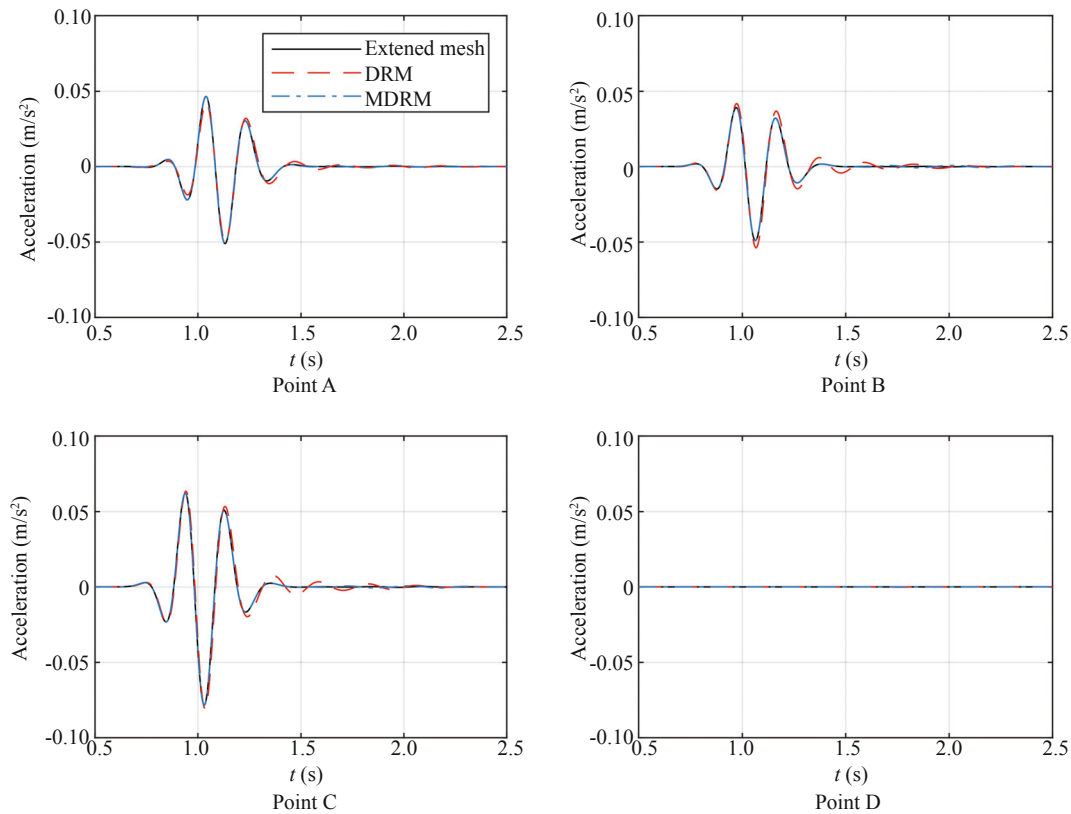 0.10
0.05
0
-0.05
-0.10
Acceleration (m/s²)
Extened mesh
DRM
MDRM
0.5 1.0 1.5 2.0 2.5
t (s)
Point A
0.10
0.05
0
-0.05
-0.10
Acceleration (m/s²)
0.5 1.0 1.5 2.0 2.5
t (s)
Point B
0.10
0.05
0
-0.05
-0.10
Acceleration (m/s²)
0.5 1.0 1.5 2.0 2.5
t (s)
Point C
0.10
0.05
0
-0.05
-0.10
Acceleration (m/s²)
0.5 1.0 1.5 2.0 2.5
t (s)
Point D